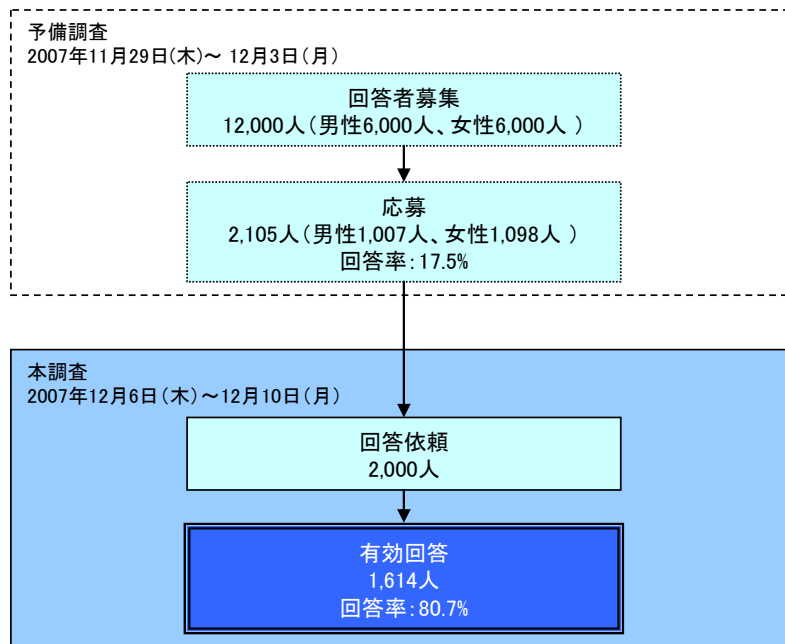 予備調査
2007年11月29日(木)～ 12月3日(月)
回答者募集
12,000人(男性6,000人、女性6,000人 )
応募
2,105人(男性1,007人、女性1,098人 )
回答率:17.5%
本調査
2007年12月6日(木)～12月10日(月)
回答依頼
2,000人
有効回答
1,614人
回答率:80.7%